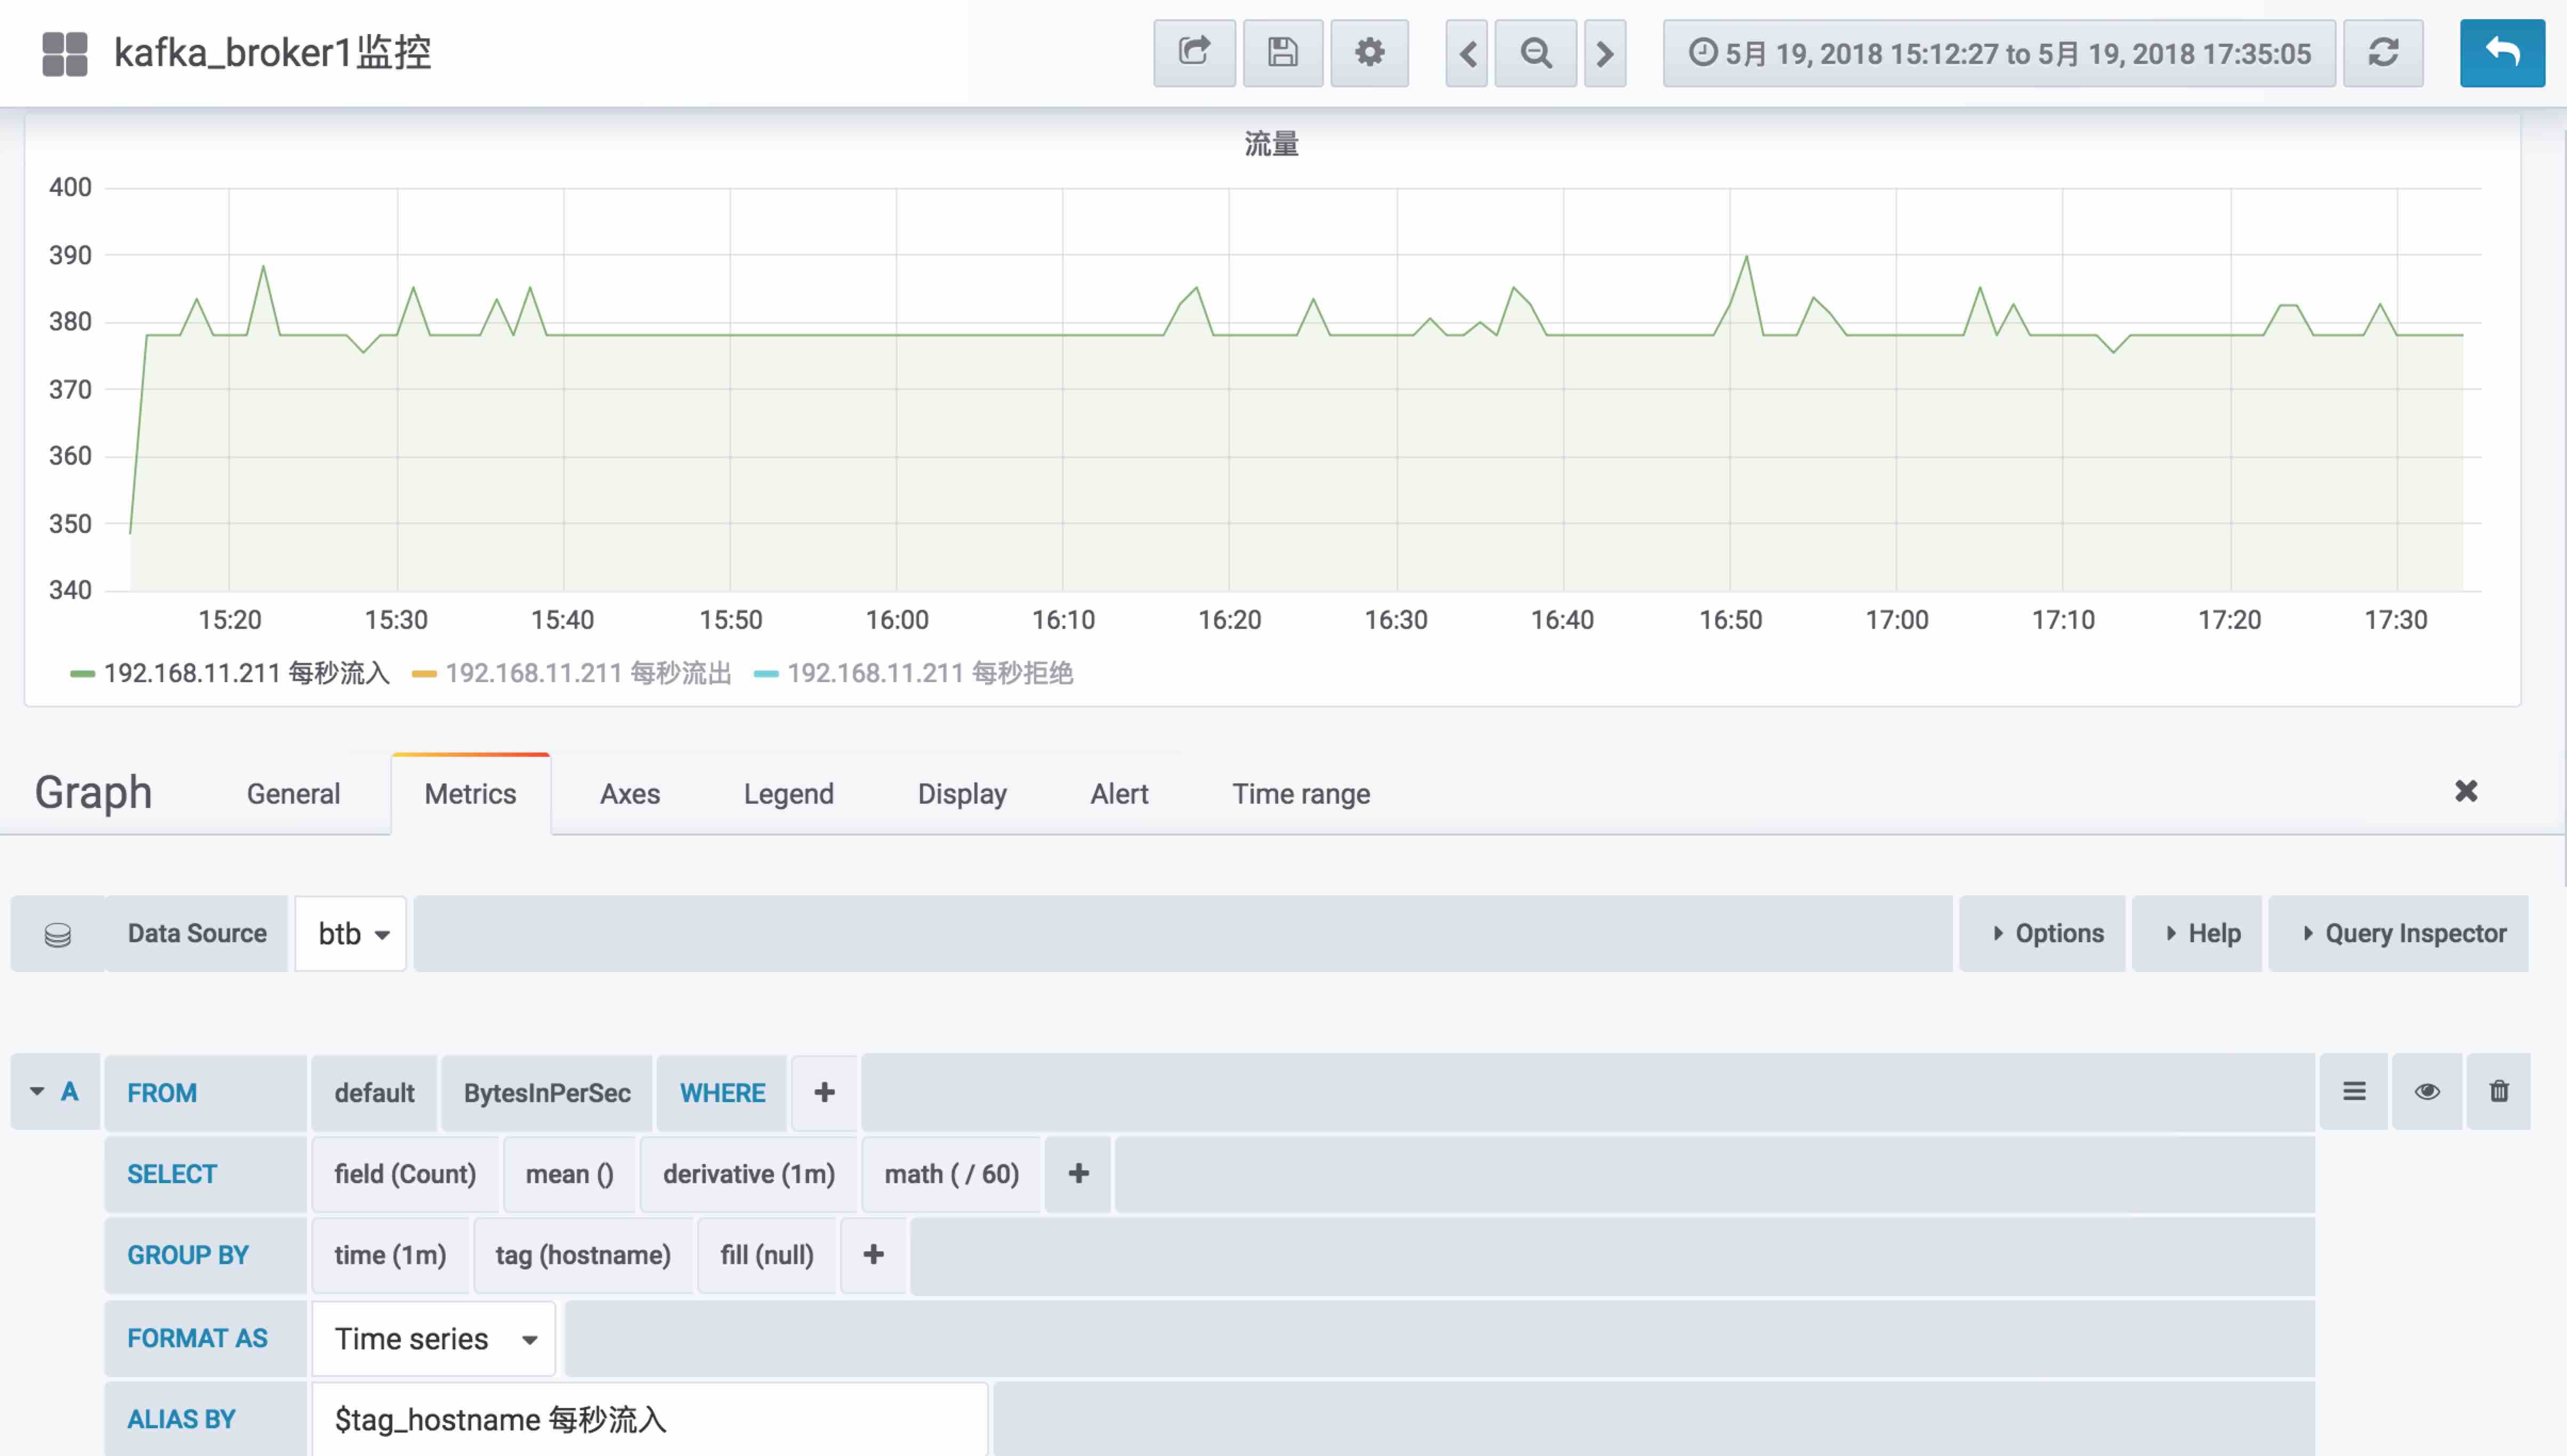 kafka_broker1监控
5月 19, 2018 15:12:27 to 5月 19, 2018 17:35:05
流量
400
390
380
370
360
350
340
15:20 15:30 15:40 15:50 16:00 16:10 16:20 16:30 16:40 16:50 17:00 17:10 17:20 17:30
192.168.11.211 每秒流入 192.168.11.211 每秒流出 192.168.11.211 每秒拒绝
Graph General Metrics Axes Legend Display Alert Time range
Data Source btb Options Help Query Inspector
A FROM default BytesInPerSec WHERE +
SELECT field (Count) mean () derivative (1m) math ( / 60) +
GROUP BY time (1m) tag (hostname) fill (null) +
FORMAT AS Time series
ALIAS BY $tag_hostname 每秒流入